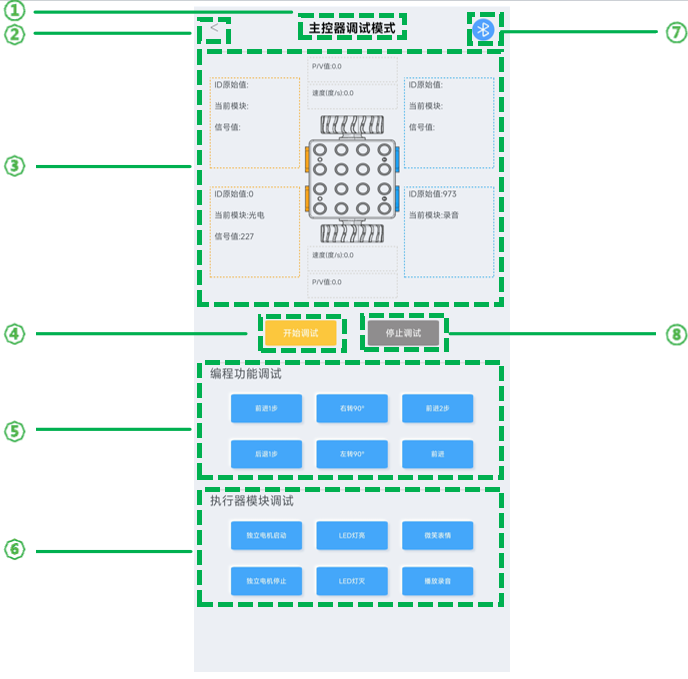 ①
主控器调试模式
②
<
⑦
P/V值:0.0
速度(度/s):0.0
ID原始值:
当前模块:
信号值:
ID原始值:
当前模块:
信号值:
③
ID原始值:0
当前模块:光电
信号值:227
ID原始值:973
当前模块:录音
速度(度/s):0.0
P/V值:0.0
④
开始调试
停止调试
⑧
编程功能调试
前进1步
右转90°
前进2步
⑤
后退1步
左转90°
前进
执行器模块调试
独立电机启动
LED灯亮
微笑表情
⑥
独立电机停止
LED灯灭
播放录音